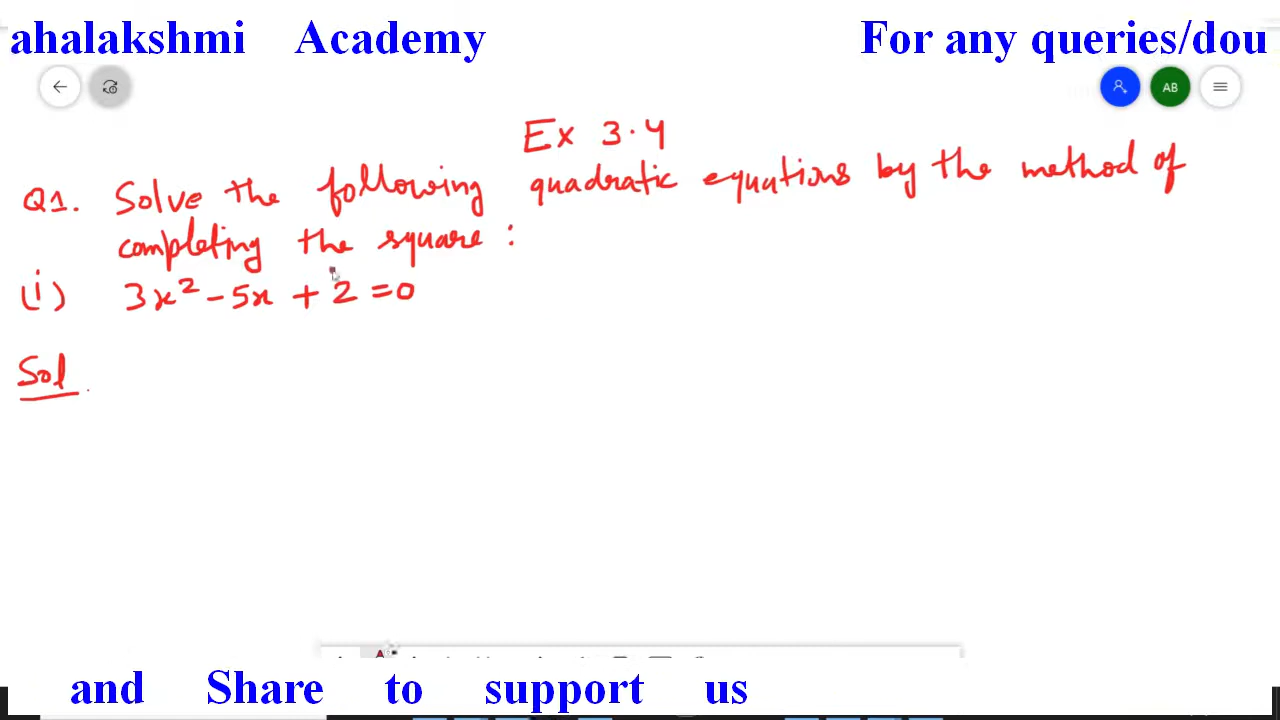 ahalakshmi Academy For any queries/dou
AB
Ex 3.4
Q1. Solve the following quadratic equations by the method of
completing the square :
(i) 3x² - 5x + 2 = 0
Sol.
and Share to support us